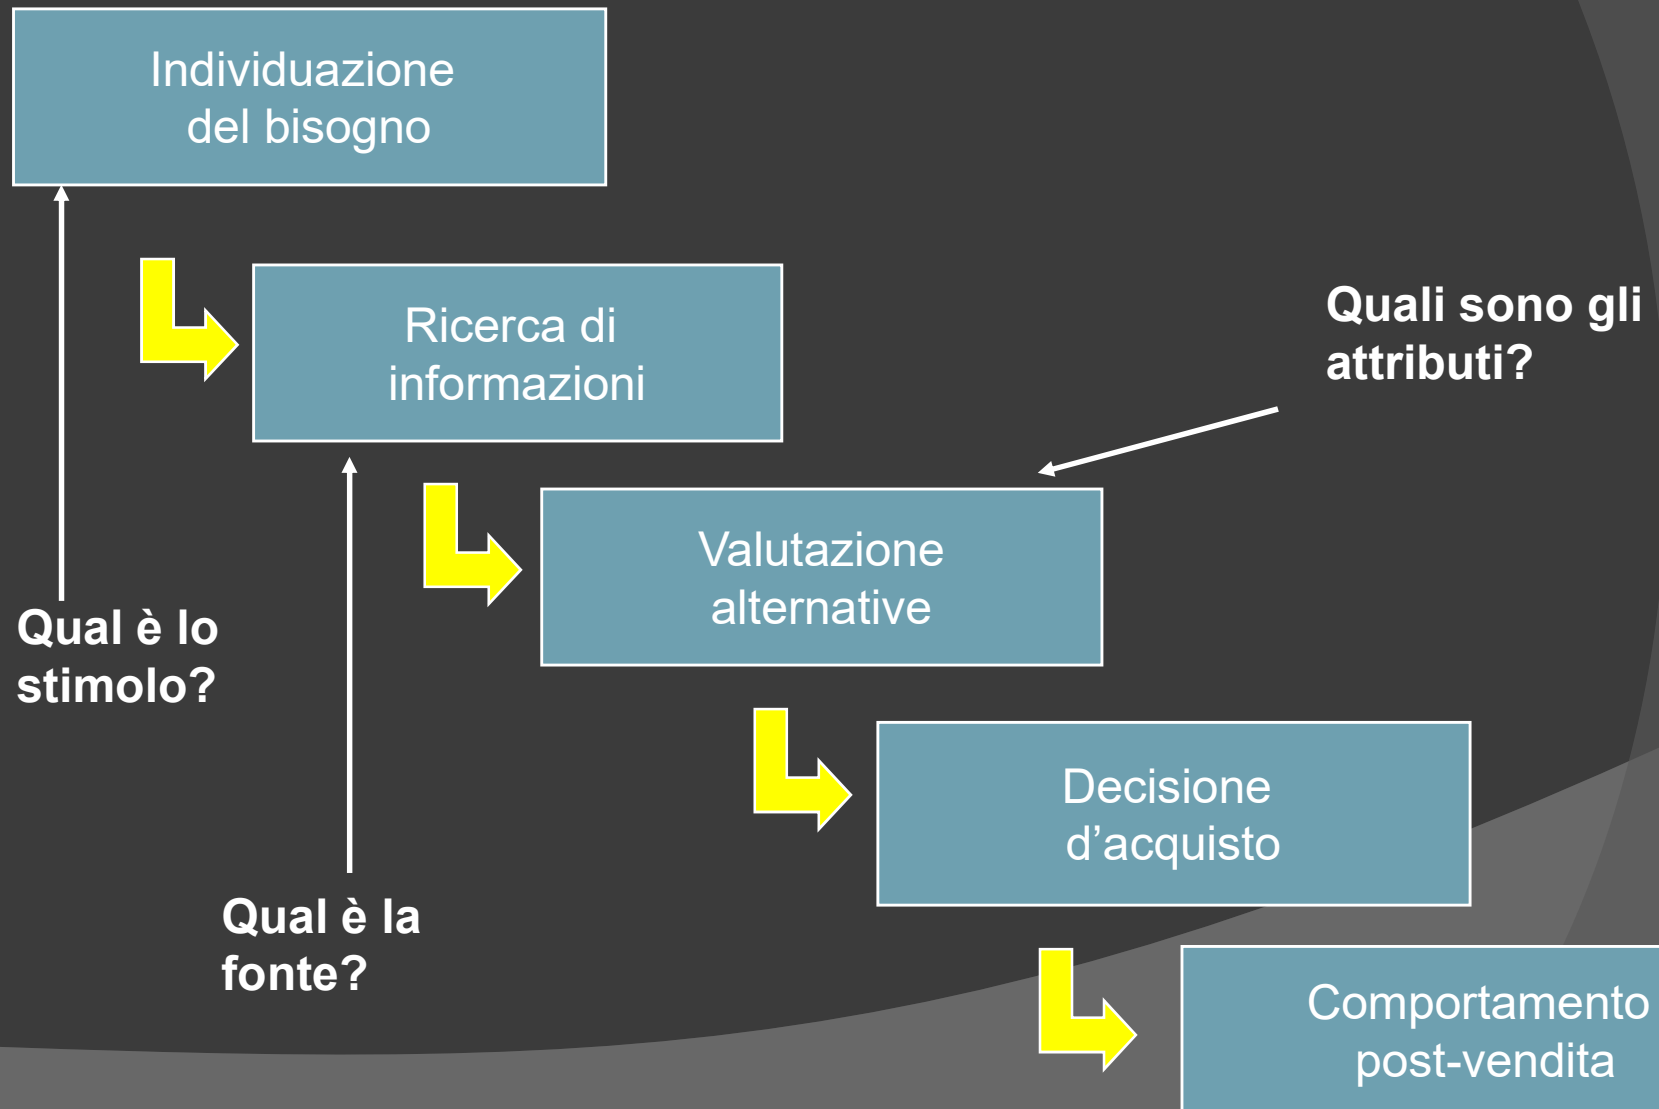 Individuazione
del bisogno
Ricerca di
informazioni
Quali sono gli
attributi?
Valutazione
alternative
Qual è lo
stimolo?
Decisione
d’acquisto
Qual è la
fonte?
Comportamento
post-vendita